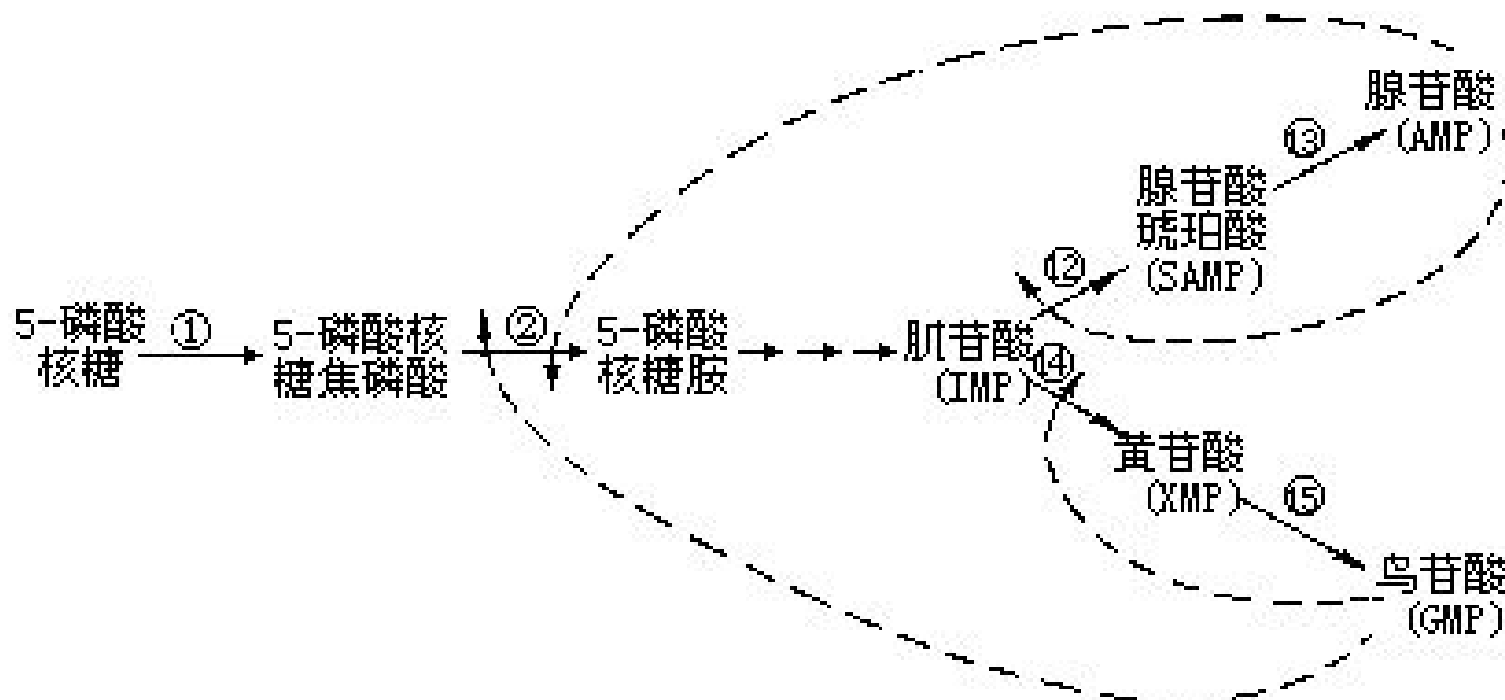 5-磷酸
核糖
①
5-磷酸核
糖焦磷酸
②
5-磷酸
核糖胺
肌苷酸
(IMP)
⑫
腺苷酸
琥珀酸
(SAMP)
⑬
腺苷酸
(AMP)
⑭
黄苷酸
(XMP)
⑮
鸟苷酸
(GMP)